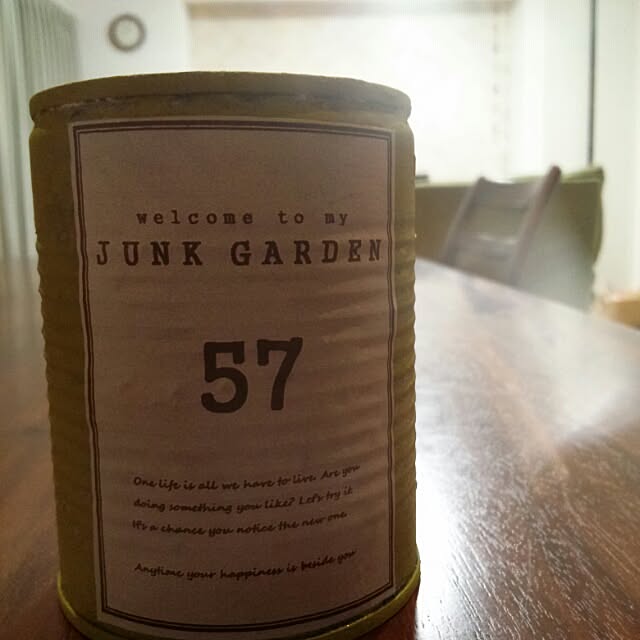 welcome to my
JUNK GARDEN
57
One life is all we have to live. Are you
doing something you like? Let's try it
It's a chance you notice the new one
Anytime your happiness is beside you